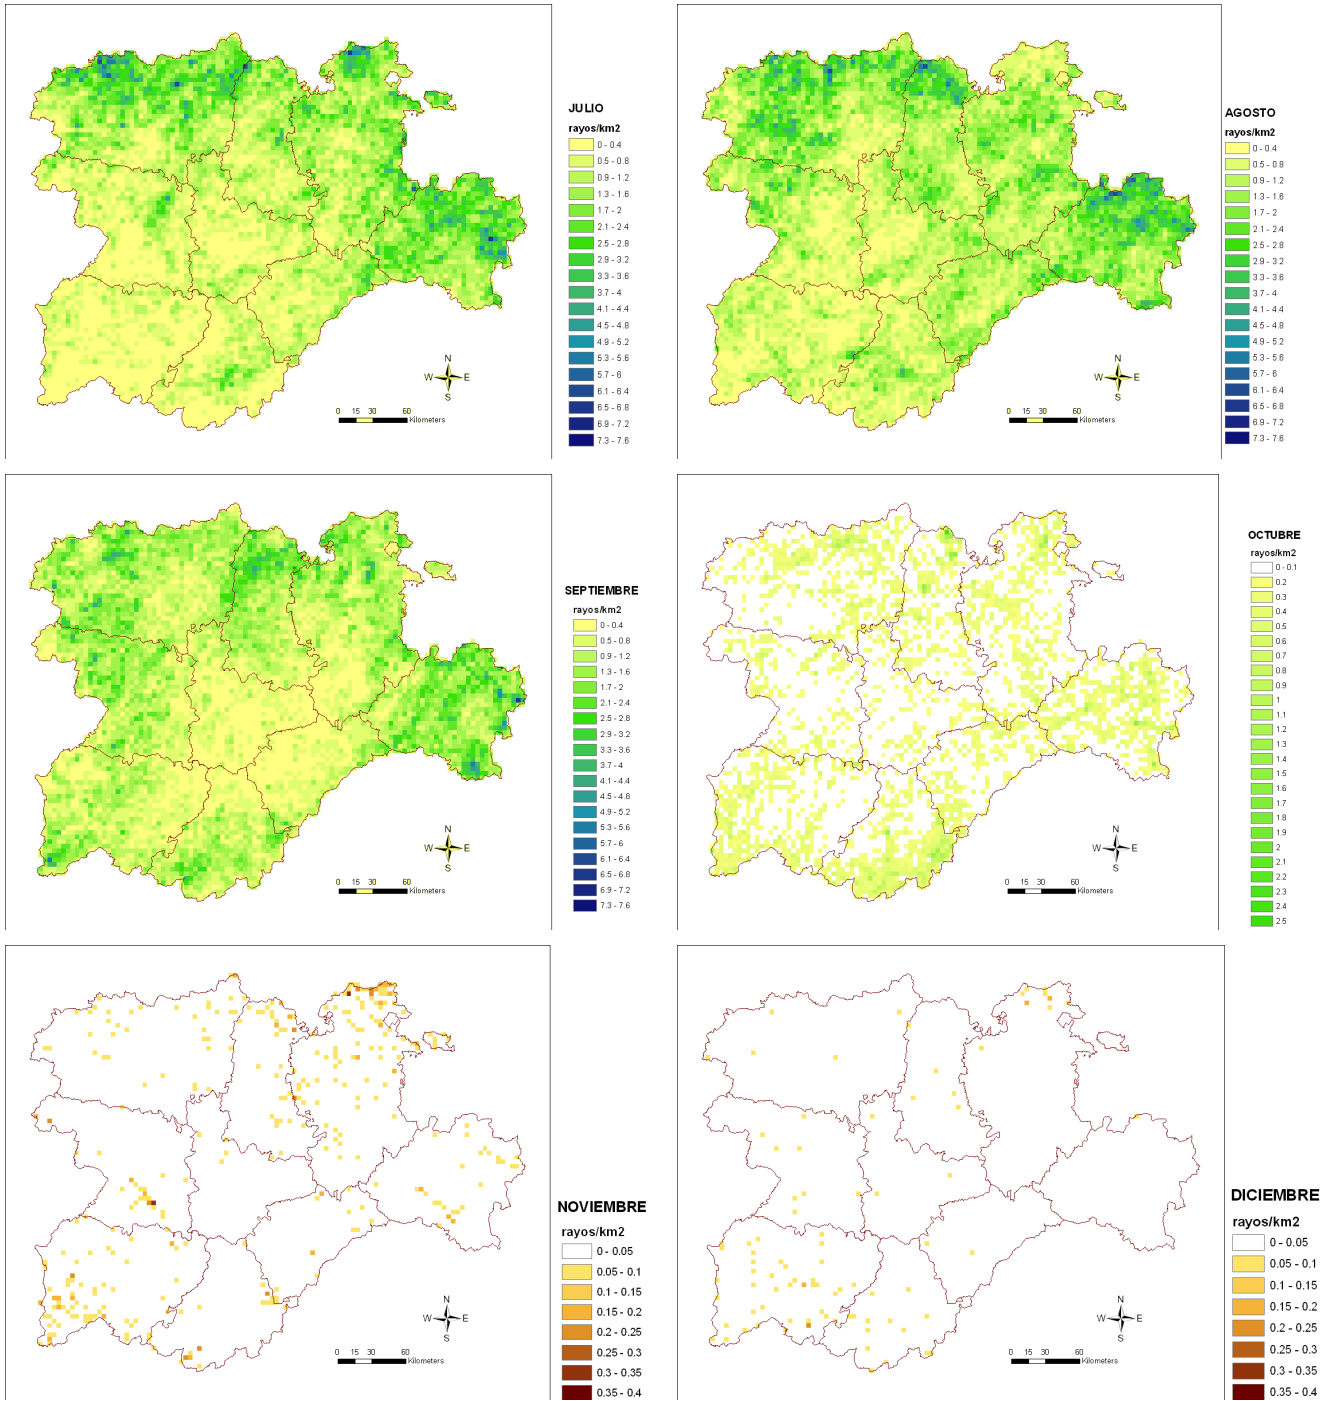 JULIO
rayos/km2
0 - 0.4
0.5 - 0.8
0.9 - 1.2
1.3 - 1.6
1.7 - 2
2.1 - 2.4
2.5 - 2.8
2.9 - 3.2
3.3 - 3.6
3.7 - 4
4.1 - 4.4
4.5 - 4.8
4.9 - 5.2
5.3 - 5.6
5.7 - 6
6.1 - 6.4
6.5 - 6.8
6.9 - 7.2
7.3 - 7.6
N
W E
S
0 15 30 60
Kilometers
AGOSTO
rayos/km2
0 - 0.4
0.5 - 0.8
0.9 - 1.2
1.3 - 1.6
1.7 - 2
2.1 - 2.4
2.5 - 2.8
2.9 - 3.2
3.3 - 3.6
3.7 - 4
4.1 - 4.4
4.5 - 4.8
4.9 - 5.2
5.3 - 5.6
5.7 - 6
6.1 - 6.4
6.5 - 6.8
6.9 - 7.2
7.3 - 7.6
N
W E
S
0 15 30 60
Kilometers
SEPTIEMBRE
rayos/km2
0 - 0.4
0.5 - 0.8
0.9 - 1.2
1.3 - 1.6
1.7 - 2
2.1 - 2.4
2.5 - 2.8
2.9 - 3.2
3.3 - 3.6
3.7 - 4
4.1 - 4.4
4.5 - 4.8
4.9 - 5.2
5.3 - 5.6
5.7 - 6
6.1 - 6.4
6.5 - 6.8
6.9 - 7.2
7.3 - 7.6
N
W E
S
0 15 30 60
Kilometers
OCTUBRE
rayos/km2
0 - 0.1
0.2
0.3
0.4
0.5
0.6
0.7
0.8
0.9
1
1.1
1.2
1.3
1.4
1.5
1.6
1.7
1.8
1.9
2
2.1
2.2
2.3
2.4
2.5
N
W E
S
0 15 30 60
Kilometers
NOVIEMBRE
rayos/km2
0 - 0.05
0.05 - 0.1
0.1 - 0.15
0.15 - 0.2
0.2 - 0.25
0.25 - 0.3
0.3 - 0.35
0.35 - 0.4
N
W E
S
0 15 30 60
Kilometers
DICIEMBRE
rayos/km2
0 - 0.05
0.05 - 0.1
0.1 - 0.15
0.15 - 0.2
0.2 - 0.25
0.25 - 0.3
0.3 - 0.35
0.35 - 0.4
N
W E
S
0 15 30 60
Kilometers